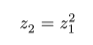 z₂ = z₁²